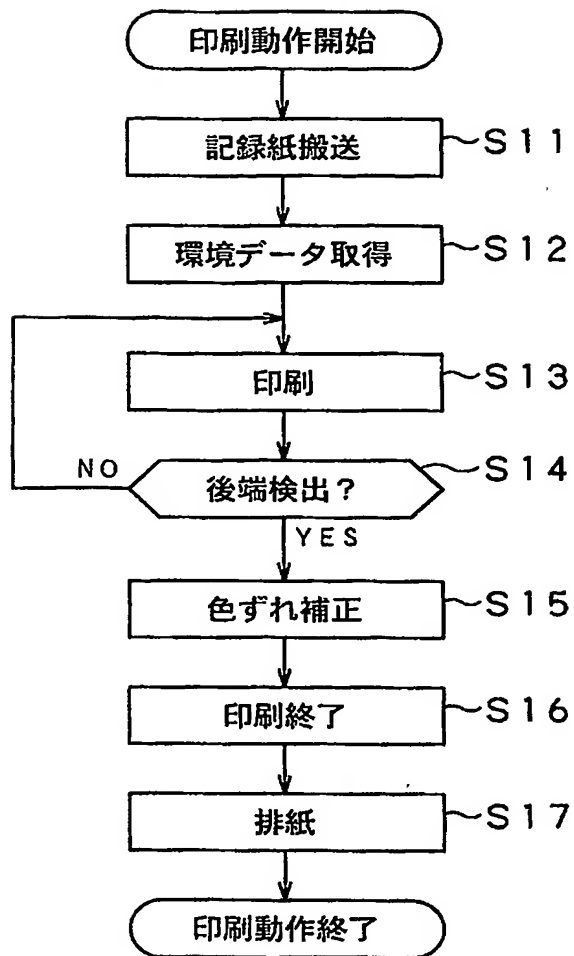 印刷動作開始
記録紙搬送 S11
環境データ取得 S12
印刷 S13
後端検出? S14
NO
YES
色ずれ補正 S15
印刷終了 S16
排紙 S17
印刷動作終了